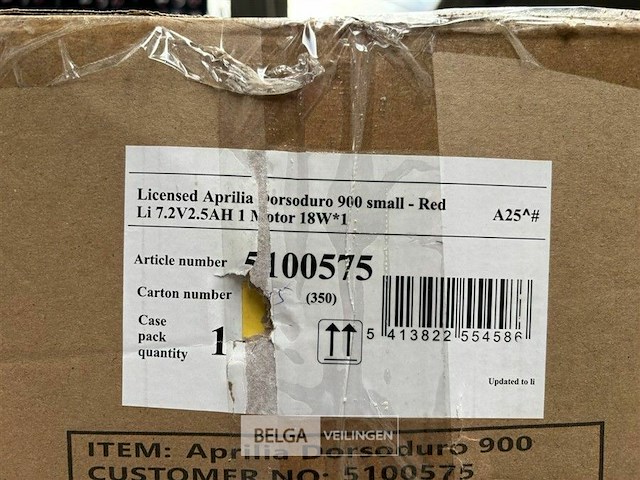 Licensed Aprilia Dorsoduro 900 small - Red
Li 7.2V2.5AH 1 Motor 18W*1
A25^#
Article number 5100575
Carton number (350)
Case
pack
quantity 1
5 413822 554586
Updated to li
BELGA VEILINGEN
ITEM: Aprilia Dorsoduro 900
CUSTOMER NO: 5100575